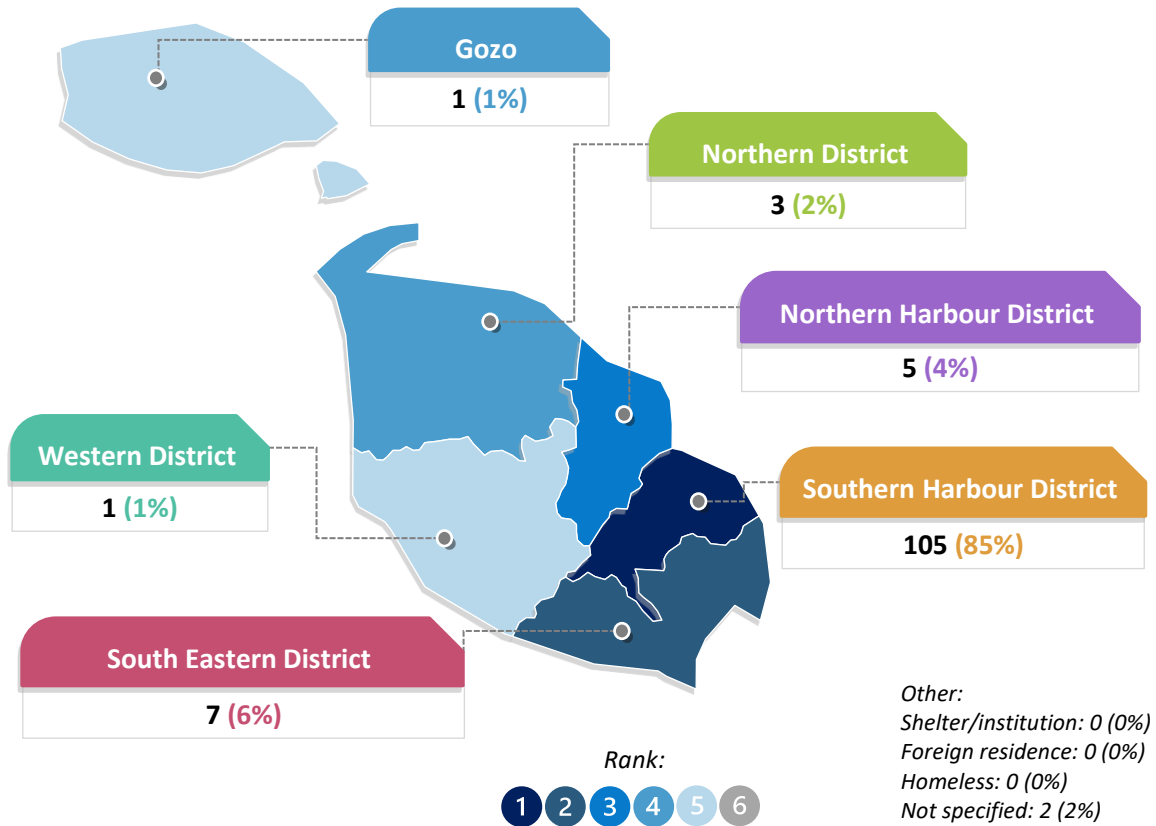 Gozo
1 (1%)
Northern District
3 (2%)
Northern Harbour District
5 (4%)
Western District
1 (1%)
Southern Harbour District
105 (85%)
South Eastern District
7 (6%)
Other:
Shelter/institution: 0 (0%)
Foreign residence: 0 (0%)
Homeless: 0 (0%)
Not specified: 2 (2%)
Rank:
1 2 3 4 5 6